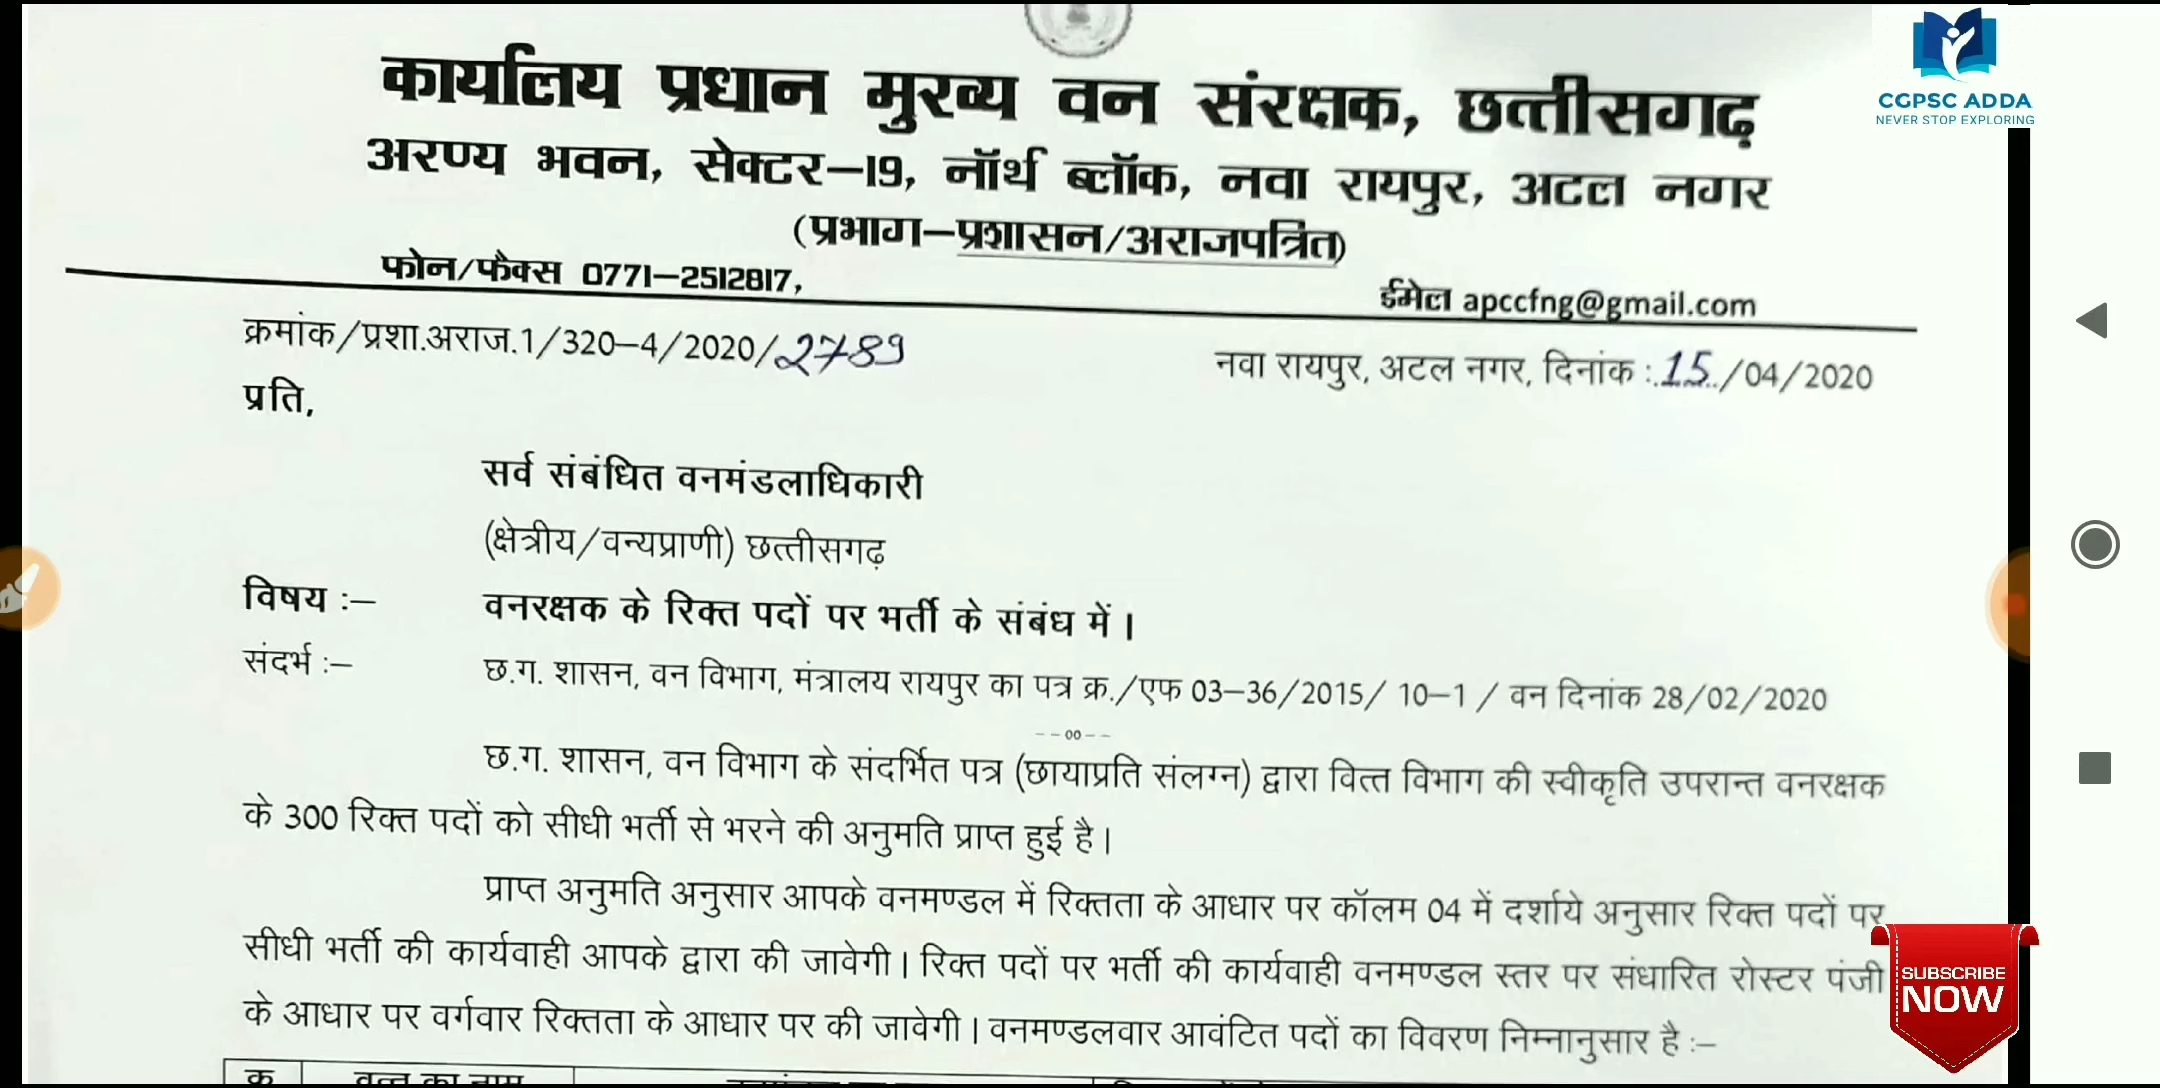 कार्यालय प्रधान मुख्य वन संरक्षक, छत्तीसगढ़
अरण्य भवन, सेक्टर–19, नॉर्थ ब्लॉक, नवा रायपुर, अटल नगर
(प्रभाग–प्रशासन/अराजपत्रित)
फोन/फैक्स 0771–2512817,
ईमेल apccfng@gmail.com
क्रमांक/प्रशा.अराज.1/320–4/2020/2789
नवा रायपुर, अटल नगर, दिनांक :.15../04/2020
प्रति,
सर्व संबंधित वनमंडलाधिकारी
(क्षेत्रीय/वन्यप्राणी) छत्तीसगढ़
विषय :– वनरक्षक के रिक्त पदों पर भर्ती के संबंध में।
संदर्भ :– छ.ग. शासन, वन विभाग, मंत्रालय रायपुर का पत्र क्र./एफ 03–36/2015/ 10–1 / वन दिनांक 28/02/2020
--oo--
छ.ग. शासन, वन विभाग के संदर्भित पत्र (छायाप्रति संलग्न) द्वारा वित्त विभाग की स्वीकृति उपरान्त वनरक्षक
के 300 रिक्त पदों को सीधी भर्ती से भरने की अनुमति प्राप्त हुई है।
प्राप्त अनुमति अनुसार आपके वनमण्डल में रिक्तता के आधार पर कॉलम 04 में दर्शाये अनुसार रिक्त पदों पर
सीधी भर्ती की कार्यवाही आपके द्वारा की जावेगी। रिक्त पदों पर भर्ती की कार्यवाही वनमण्डल स्तर पर संधारित रोस्टर पंजी
के आधार पर वर्गवार रिक्तता के आधार पर की जावेगी। वनमण्डलवार आवंटित पदों का विवरण निम्नानुसार है :–
CGPSC ADDA
NEVER STOP EXPLORING
SUBSCRIBE
NOW